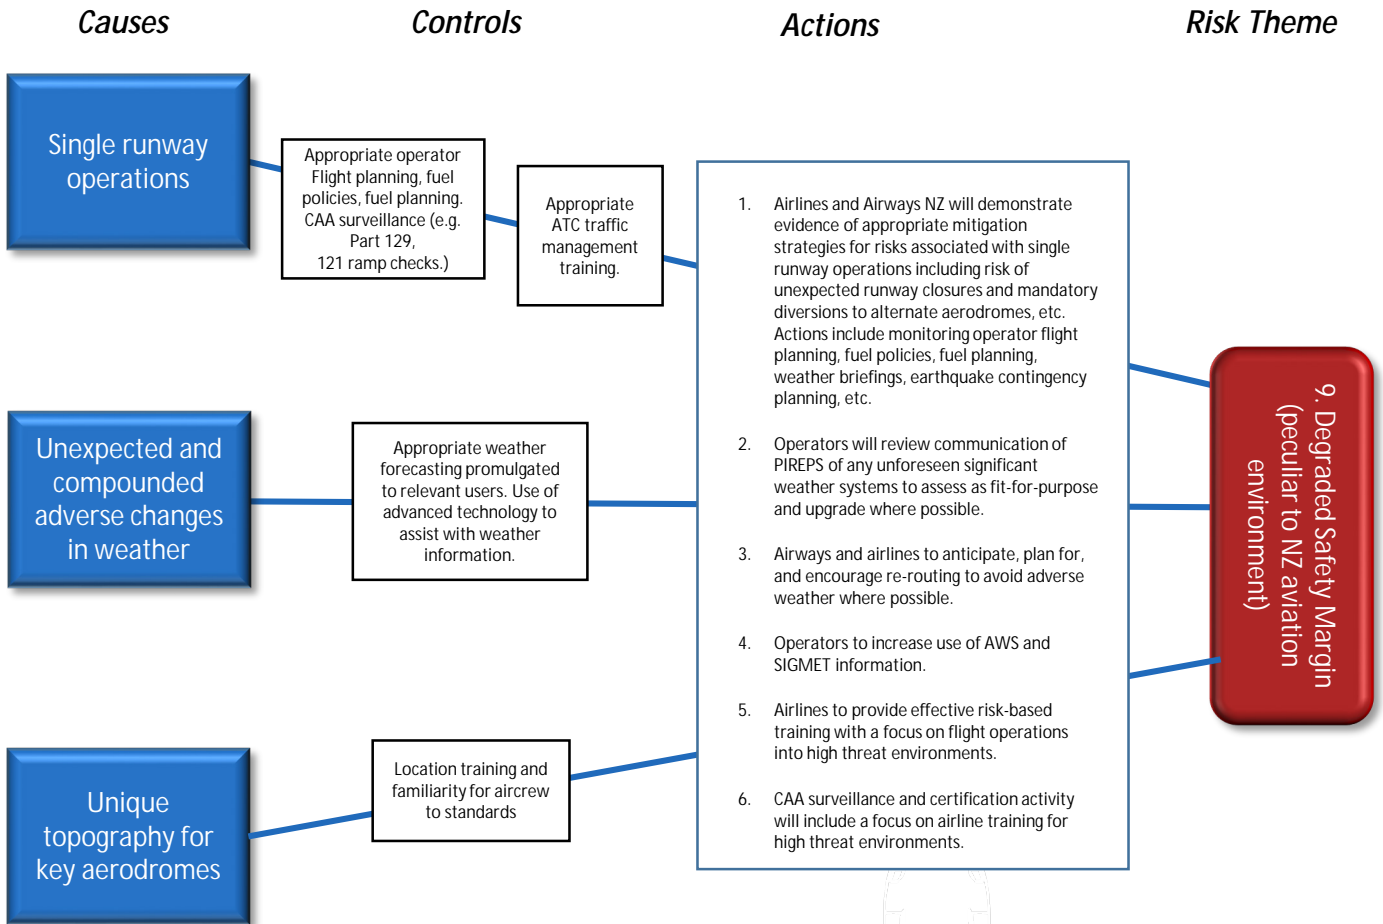 Causes
Controls
Actions
Risk Theme
Single runway
operations
Appropriate operator
Flight planning, fuel
policies, fuel planning.
CAA surveillance (e.g.
Part 129,
121 ramp checks.)
Appropriate
ATC traffic
management
training.
Unexpected and
compounded
adverse changes
in weather
Appropriate weather
forecasting promulgated
to relevant users. Use of
advanced technology to
assist with weather
information.
Unique
topography for
key aerodromes
Location training and
familiarity for aircrew
to standards
1. Airlines and Airways NZ will demonstrate
evidence of appropriate mitigation
strategies for risks associated with single
runway operations including risk of
unexpected runway closures and mandatory
diversions to alternate aerodromes, etc.
Actions include monitoring operator flight
planning, fuel policies, fuel planning,
weather briefings, earthquake contingency
planning, etc.
2. Operators will review communication of
PIREPS of any unforeseen significant
weather systems to assess as fit-for-purpose
and upgrade where possible.
3. Airways and airlines to anticipate, plan for,
and encourage re-routing to avoid adverse
weather where possible.
4. Operators to increase use of AWS and
SIGMET information.
5. Airlines to provide effective risk-based
training with a focus on flight operations
into high threat environments.
6. CAA surveillance and certification activity
will include a focus on airline training for
high threat environments.
9. Degraded Safety Margin
(peculiar to NZ aviation
environment)